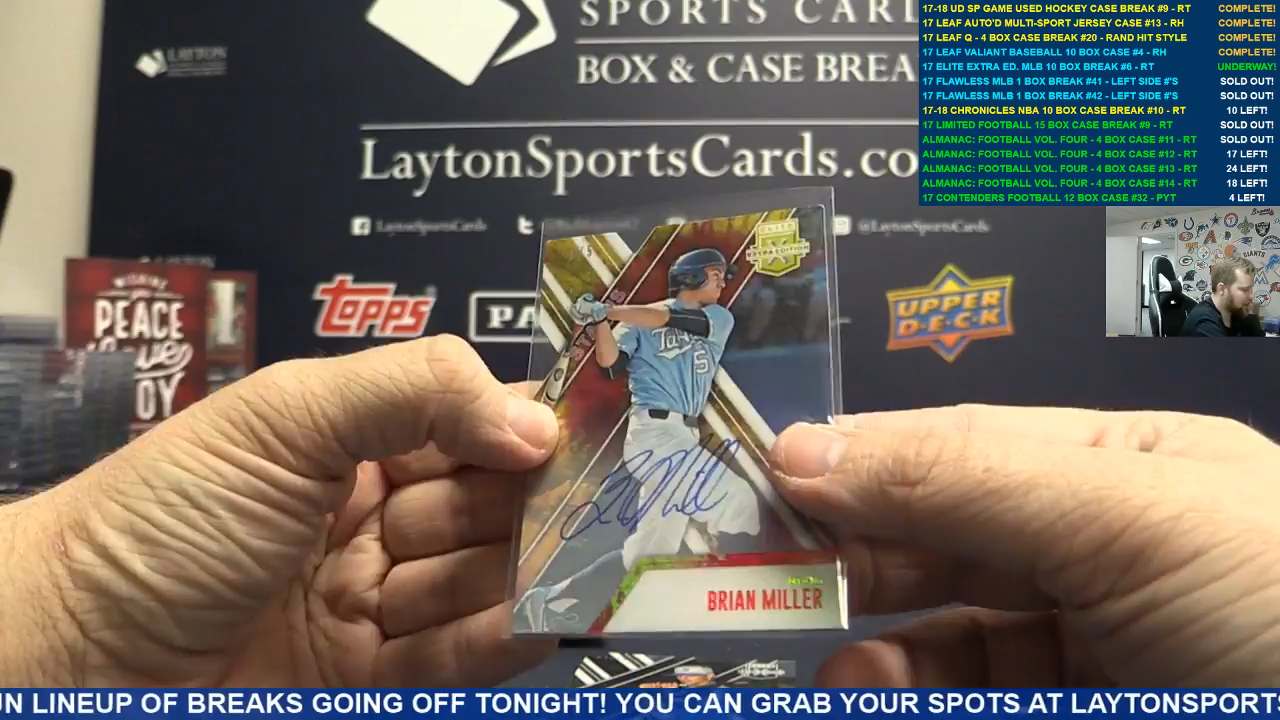 SPORTS CARD
BOX & CASE BREA
LaytonSportsCards.co
LAYTON
LaytonSportsCards
@LaytonSportsCards
TOPPS
PA
UPPER
D·E·C·K
PEACE
Love
JOY
ELITE
EXTRA EDITION
5
BRIAN MILLER
17-18 UD SP GAME USED HOCKEY CASE BREAK #9 - RT COMPLETE!
17 LEAF AUTO'D MULTI-SPORT JERSEY CASE #13 - RH COMPLETE!
17 LEAF Q - 4 BOX CASE BREAK #20 - RAND HIT STYLE COMPLETE!
17 LEAF VALIANT BASEBALL 10 BOX CASE #4 - RH COMPLETE!
17 ELITE EXTRA ED. MLB 10 BOX BREAK #6 - RT UNDERWAY!
17 FLAWLESS MLB 1 BOX BREAK #41 - LEFT SIDE #'S SOLD OUT!
17 FLAWLESS MLB 1 BOX BREAK #42 - LEFT SIDE #'S SOLD OUT!
17-18 CHRONICLES NBA 10 BOX CASE BREAK #10 - RT 10 LEFT!
17 LIMITED FOOTBALL 15 BOX CASE BREAK #9 - RT SOLD OUT!
ALMANAC: FOOTBALL VOL. FOUR - 4 BOX CASE #11 - RT SOLD OUT!
ALMANAC: FOOTBALL VOL. FOUR - 4 BOX CASE #12 - RT 17 LEFT!
ALMANAC: FOOTBALL VOL. FOUR - 4 BOX CASE #13 - RT 24 LEFT!
ALMANAC: FOOTBALL VOL. FOUR - 4 BOX CASE #14 - RT 18 LEFT!
17 CONTENDERS FOOTBALL 12 BOX CASE #32 - PYT 4 LEFT!
GIANTS
UN LINEUP OF BREAKS GOING OFF TONIGHT! YOU CAN GRAB YOUR SPOTS AT LAYTONSPORTS